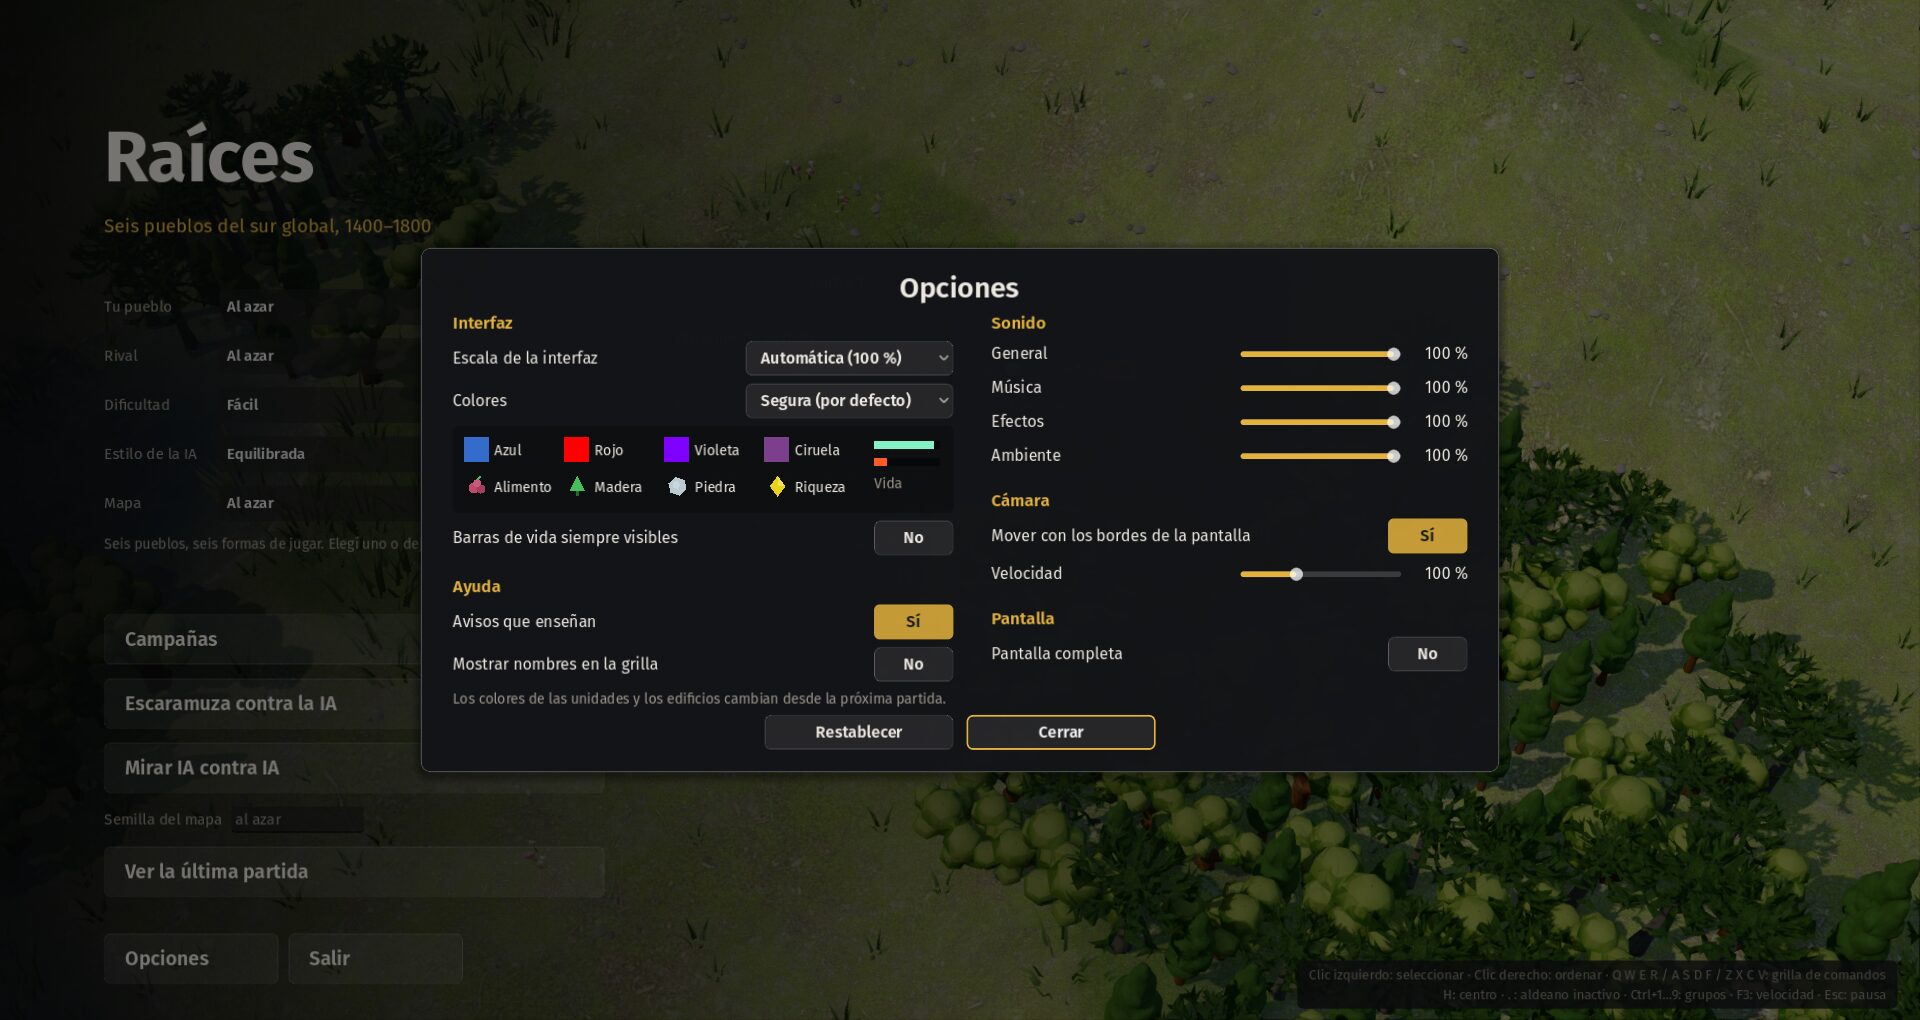 Raíces
Seis pueblos del sur global, 1400–1800
Tu pueblo Al azar
Rival Al azar
Dificultad Fácil
Estilo de la IA Equilibrada
Mapa Al azar
Seis pueblos, seis formas de jugar. Elegí uno o de
Campañas
Escaramuza contra la IA
Mirar IA contra IA
Semilla del mapa al azar
Ver la última partida
Opciones Salir
Opciones
Interfaz
Escala de la interfaz Automática (100 %)
Colores Segura (por defecto)
Azul Rojo Violeta Ciruela
Alimento Madera Piedra Riqueza Vida
Barras de vida siempre visibles No
Ayuda
Avisos que enseñan Sí
Mostrar nombres en la grilla No
Los colores de las unidades y los edificios cambian desde la próxima partida.
Sonido
General 100 %
Música 100 %
Efectos 100 %
Ambiente 100 %
Cámara
Mover con los bordes de la pantalla Sí
Velocidad 100 %
Pantalla
Pantalla completa No
Restablecer Cerrar
Clic izquierdo: seleccionar · Clic derecho: ordenar · Q W E R / A S D F / Z X C V: grilla de comandos
H: centro · . : aldeano inactivo · Ctrl+1…9: grupos · F3: velocidad · Esc: pausa